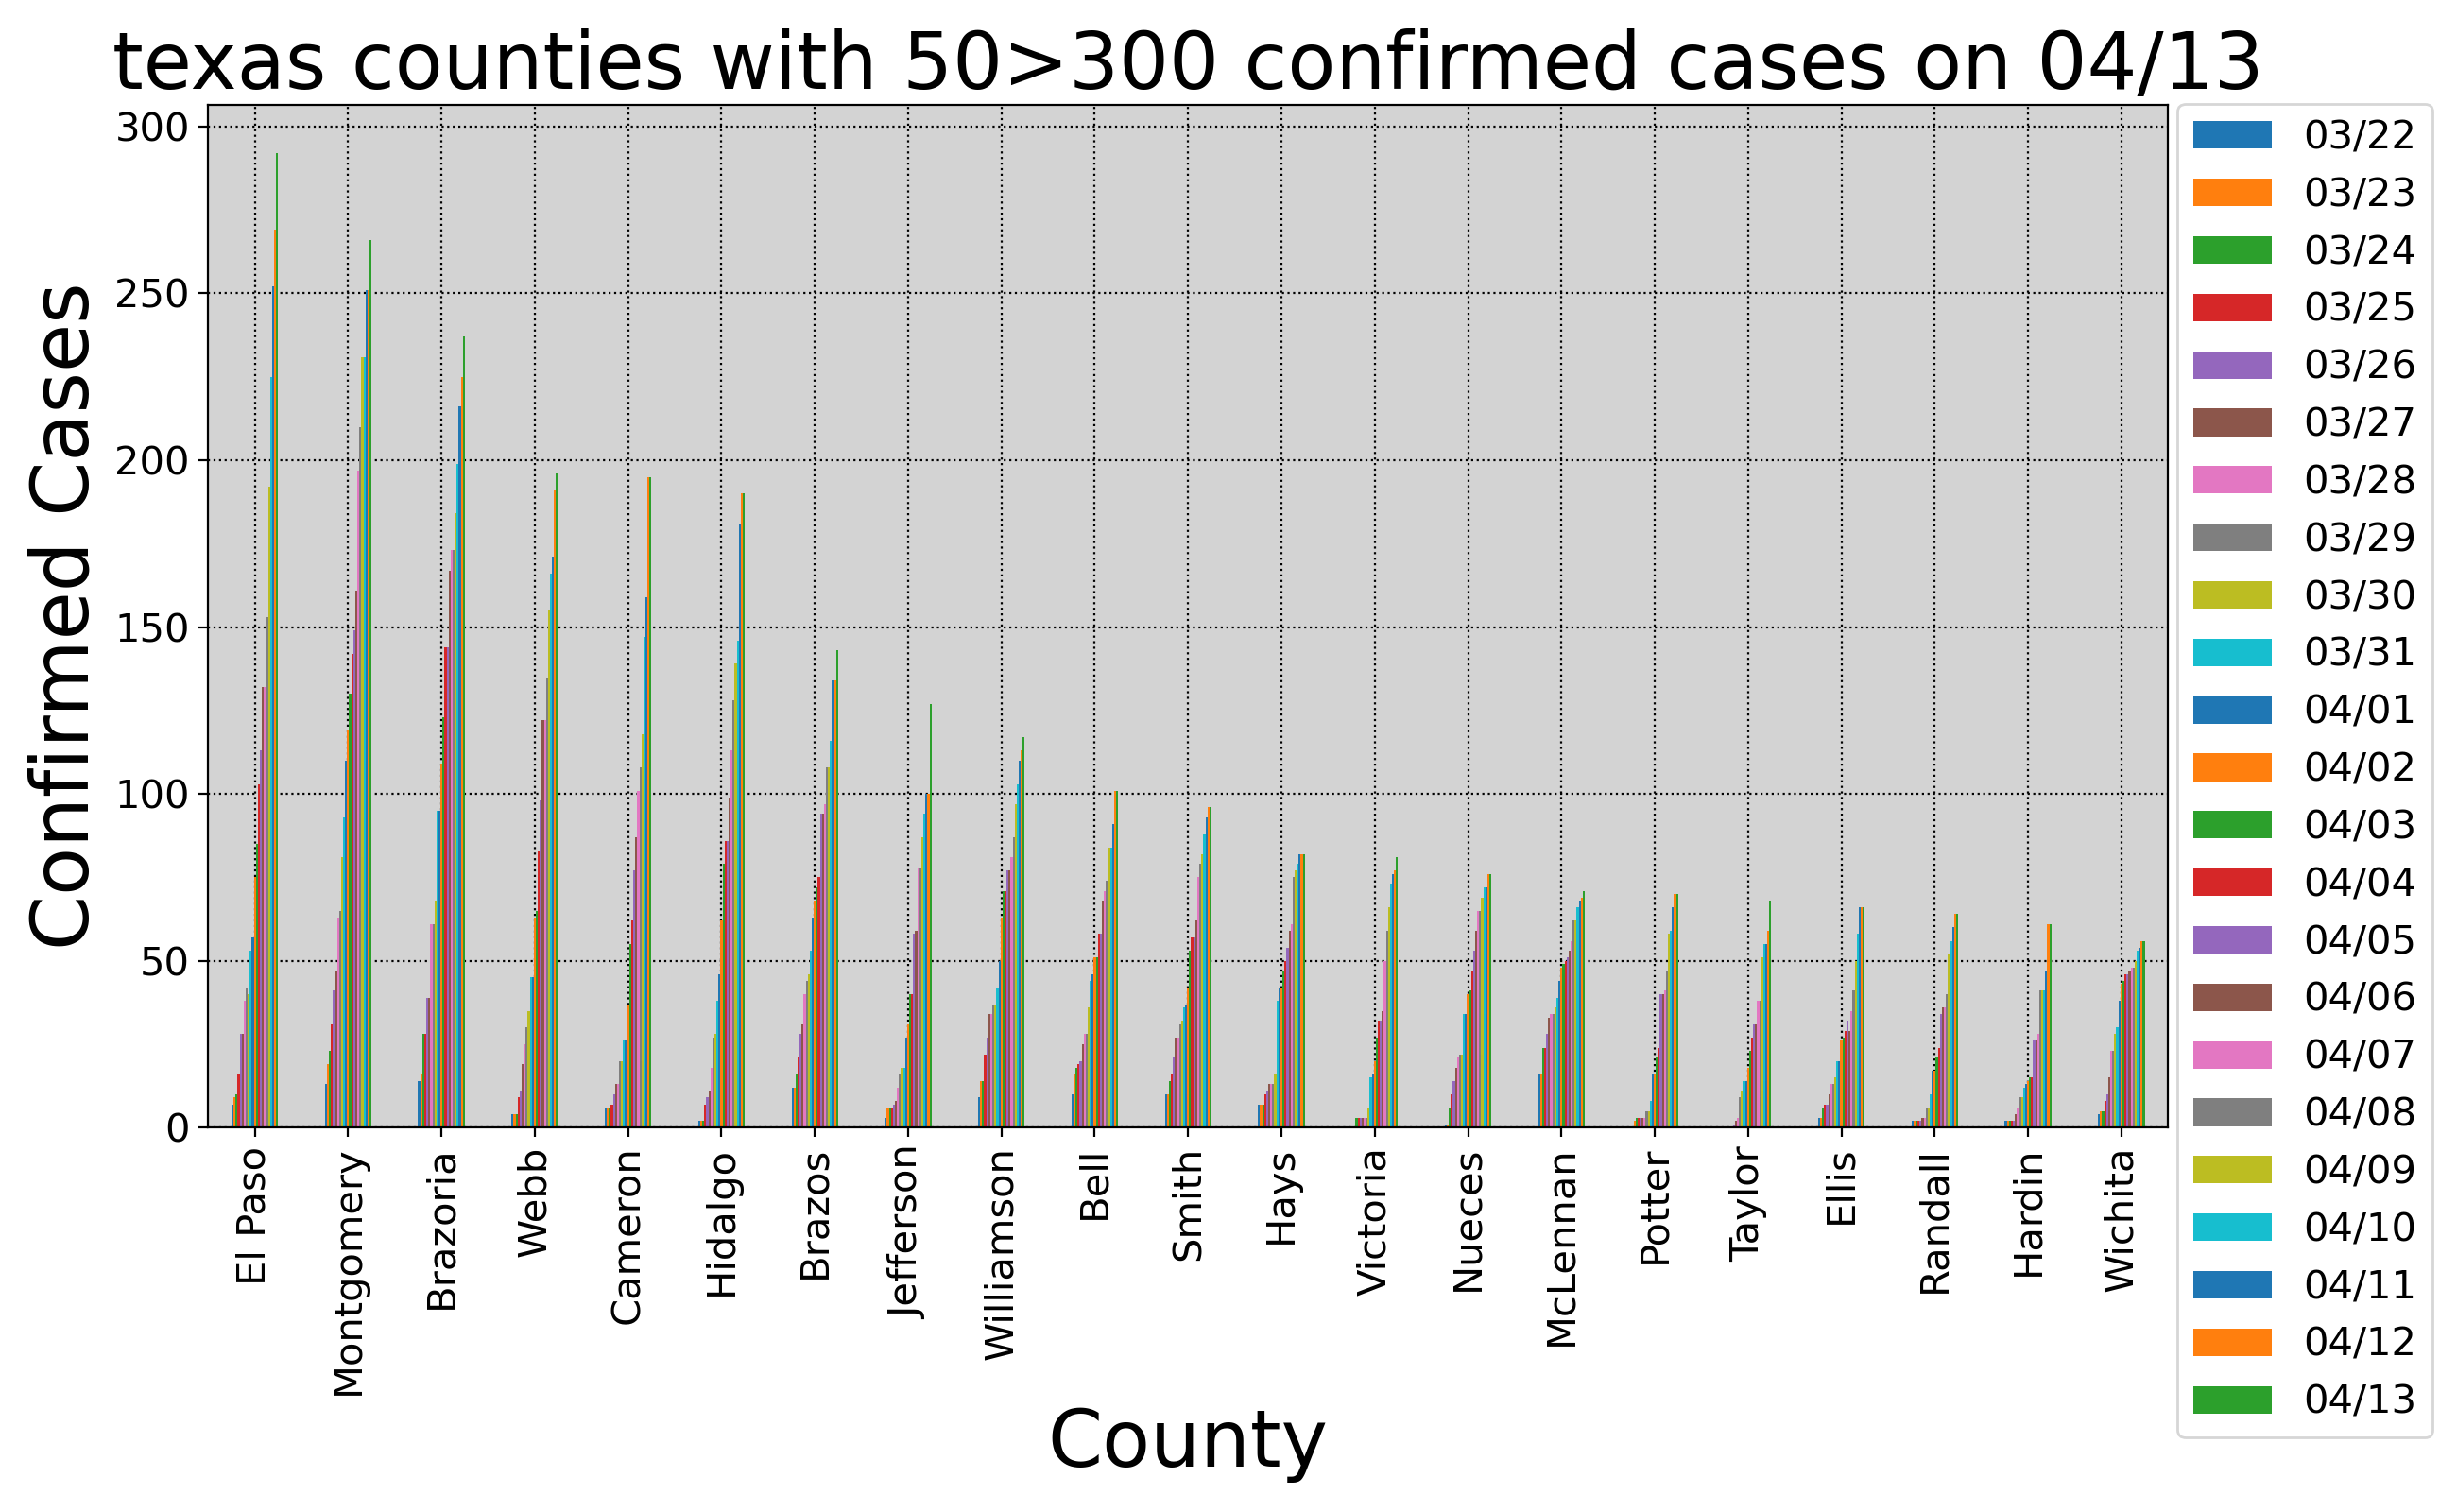 texas counties with 50>300 confirmed cases on 04/13
Confirmed Cases
300
250
200
150
100
50
0
El Paso
Montgomery
Brazoria
Webb
Cameron
Hidalgo
Brazos
Jefferson
Williamson
Bell
Smith
Hays
Victoria
Nueces
McLennan
Potter
Taylor
Ellis
Randall
Hardin
Wichita
County
03/22
03/23
03/24
03/25
03/26
03/27
03/28
03/29
03/30
03/31
04/01
04/02
04/03
04/04
04/05
04/06
04/07
04/08
04/09
04/10
04/11
04/12
04/13